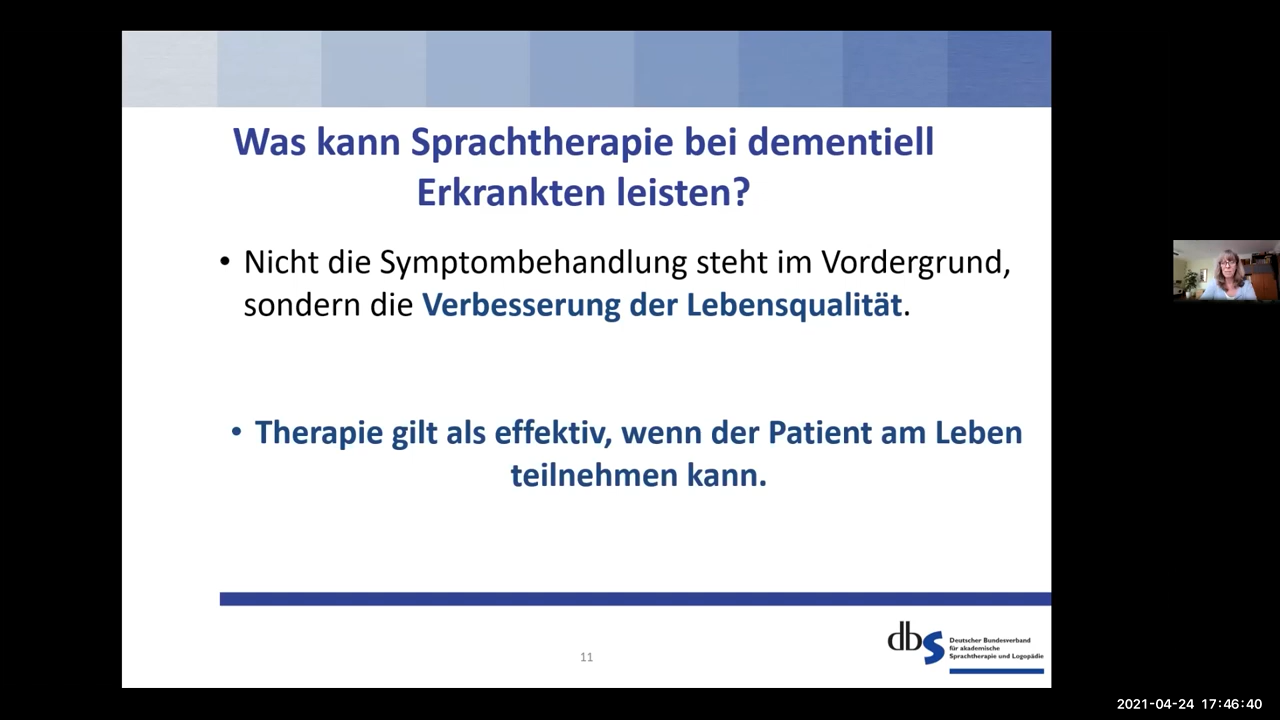 Was kann Sprachtherapie bei dementiell
Erkrankten leisten?
• Nicht die Symptombehandlung steht im Vordergrund,
sondern die Verbesserung der Lebensqualität.
• Therapie gilt als effektiv, wenn der Patient am Leben
teilnehmen kann.
11
dbs
Deutscher Bundesverband
für akademische
Sprachtherapie und Logopädie
2021-04-24 17:46:40